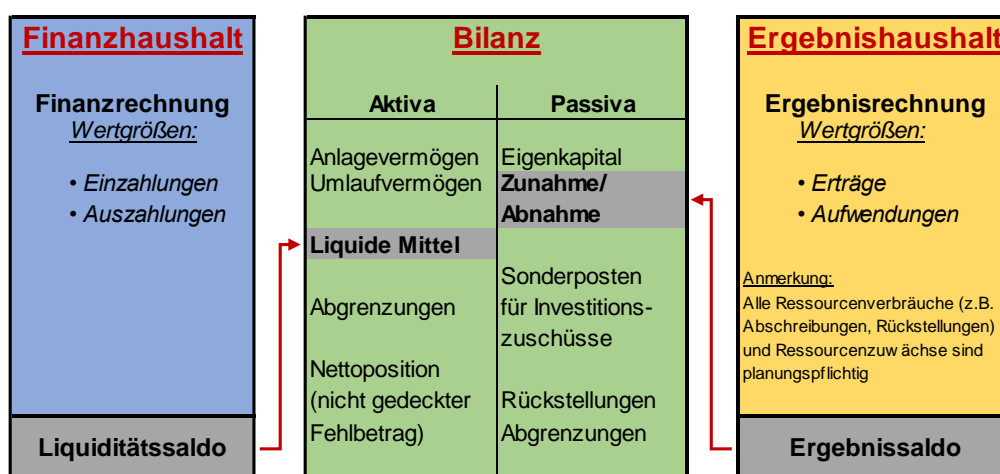 Finanzhaushalt
Finanzrechnung
Wertgrößen:
• Einzahlungen
• Auszahlungen
Liquiditätssaldo
Bilanz
Aktiva
Passiva
Anlagevermögen
Umlaufvermögen
Liquide Mittel
Abgrenzungen
Nettoposition
(nicht gedeckter
Fehlbetrag)
Eigenkapital
Zunahme/
Abnahme
Sonderposten
für Investitions-
zuschüsse
Rückstellungen
Abgrenzungen
Ergebnishaushalt
Ergebnisrechnung
Wertgrößen:
• Erträge
• Aufwendungen
Anmerkung:
Alle Ressourcenverbräuche (z.B.
Abschreibungen, Rückstellungen)
und Ressourcenzuw ächse sind
planungspflichtig
Ergebnissaldo